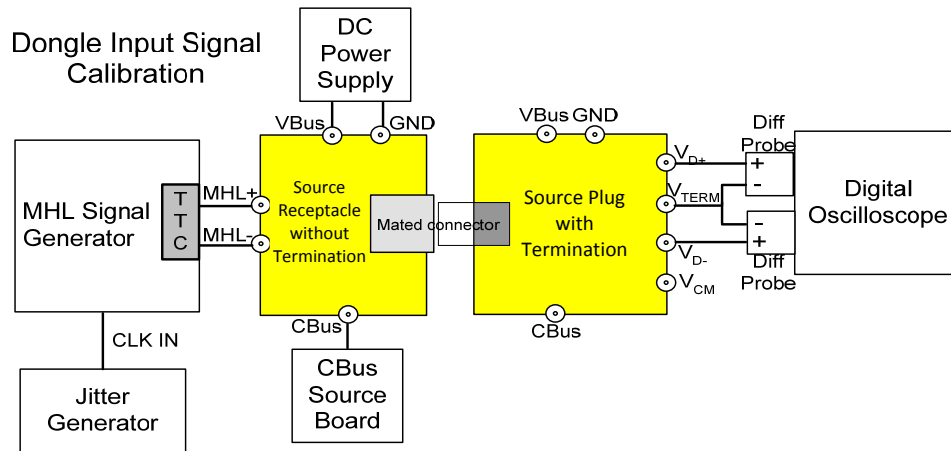 Dongle Input Signal
Calibration
DC
Power
Supply
VBus
GND
VBus GND
Diff
Probe
MHL Signal
Generator
T
T
C
MHL+
MHL-
Source
Receptacle
without
Termination
Mated connector
Source Plug
with
Termination
VD+
VTERM
VD-
VCM
+
-
-
+
Diff
Probe
Digital
Oscilloscope
CBus
CBus
CLK IN
Jitter
Generator
CBus
Source
Board